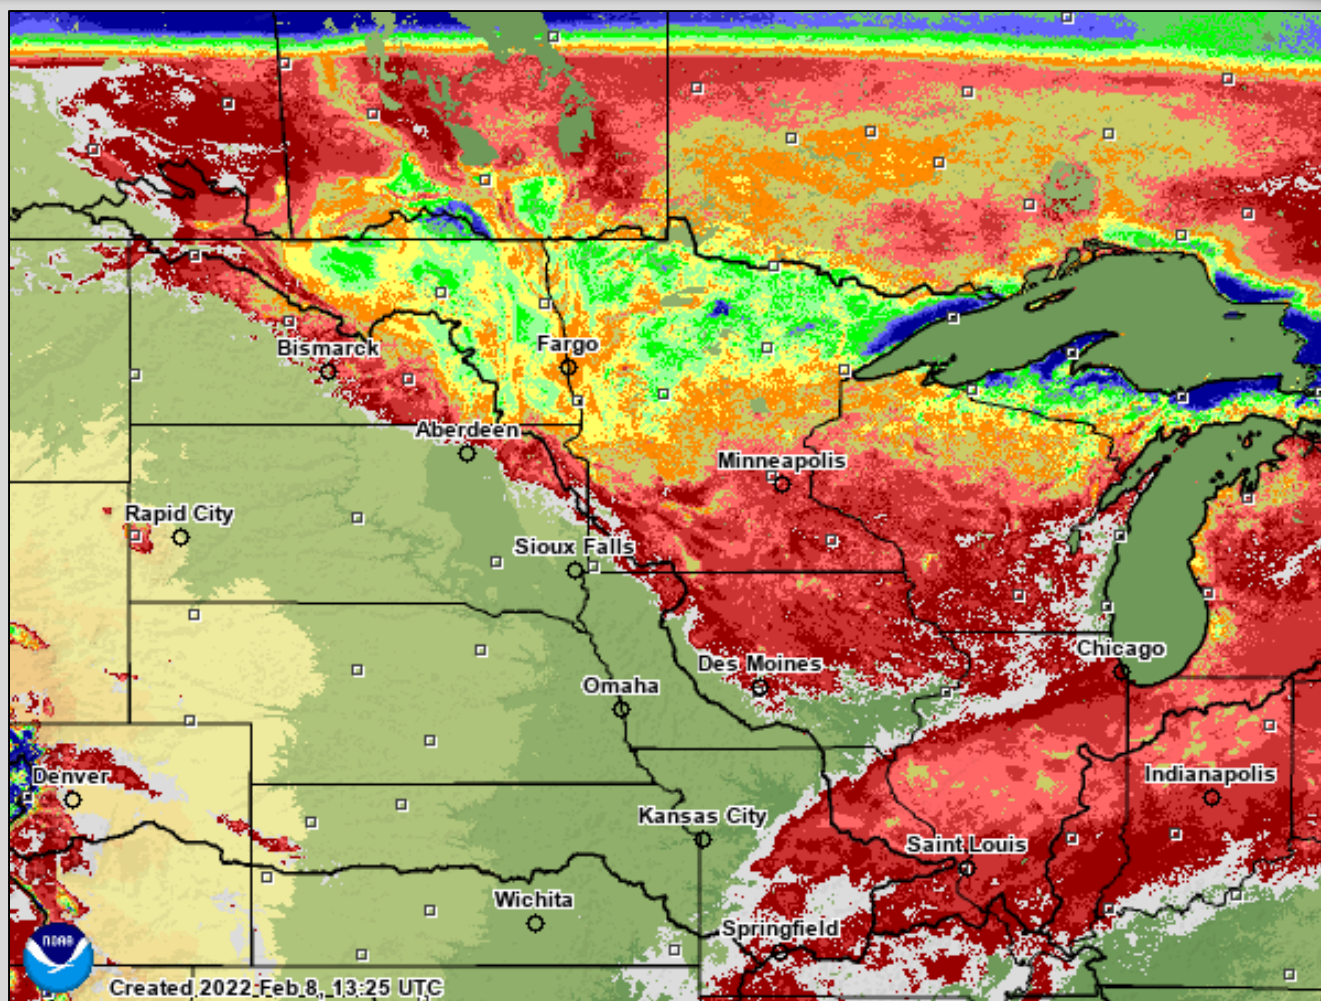 Fargo
Bismarck
Aberdeen
Minneapolis
Rapid City
Sioux Falls
Chicago
Des Moines
Omaha
Denver
Indianapolis
Kansas City
Saint Louis
Wichita
Springfield
NOAA
Created 2022 Feb 8, 13:25 UTC